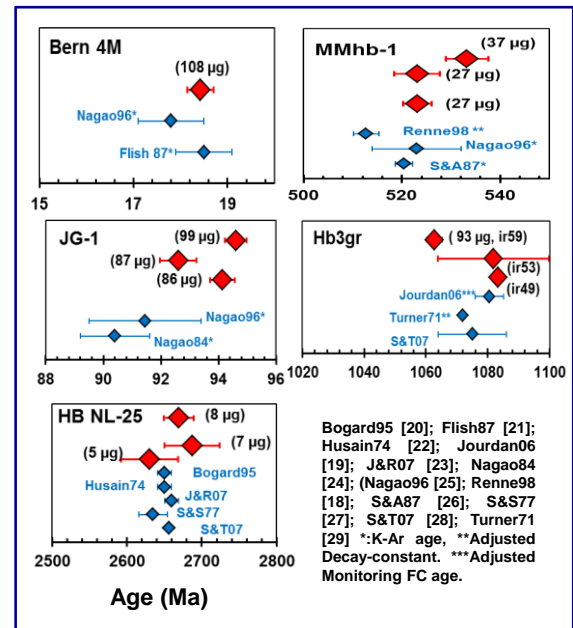 Bern 4M
(108 µg)
Nagao96*
Flish 87*
15 17 19
MMhb-1
(37 µg)
(27 µg)
(27 µg)
Renne98 **
Nagao96*
S&A87*
500 520 540
JG-1
(99 µg)
(87 µg)
(86 µg)
Nagao96*
Nagao84*
88 90 92 94 96
Hb3gr
( 93 µg, ir59)
(ir53)
(ir49)
Jourdan06***
Turner71**
S&T07
1020 1040 1060 1080 1100
HB NL-25
(8 µg)
(7 µg)
(5 µg)
Bogard95
Husain74
J&R07
S&S77
S&T07
2500 2600 2700 2800
Age (Ma)
Bogard95 [20]; Flish87 [21];
Husain74 [22]; Jourdan06
[19]; J&R07 [23]; Nagao84
[24]; (Nagao96 [25]; Renne98
[18]; S&A87 [26]; S&S77
[27]; S&T07 [28]; Turner71
[29] *:K-Ar age, **Adjusted
Decay-constant. ***Adjusted
Monitoring FC age.